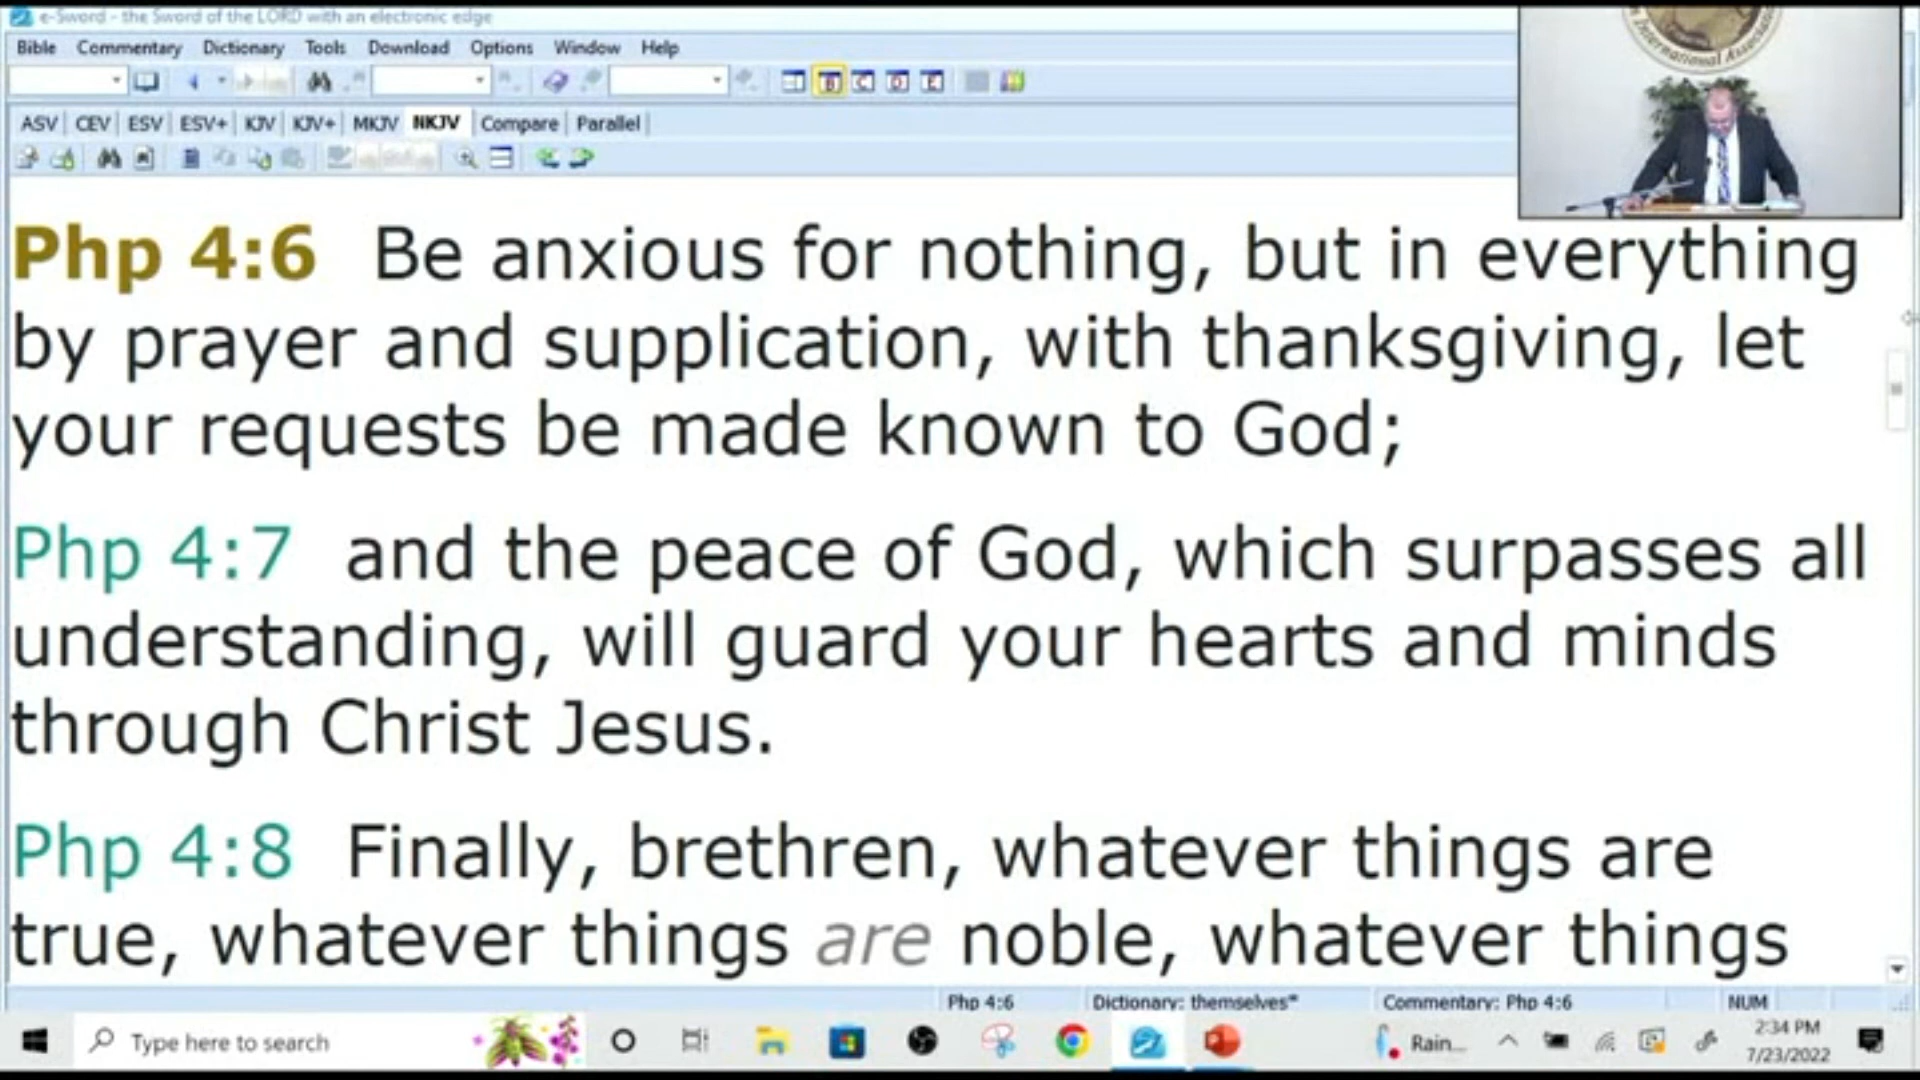 e-Sword - the Sword of the LORD with an electronic edge
Bible Commentary Dictionary Tools Download Options Window Help
International Associa
ASV CEV ESV ESV+ KJV KJV+ MKJV NKJV Compare Parallel
Php 4:6 Be anxious for nothing, but in everything
by prayer and supplication, with thanksgiving, let
your requests be made known to God;
Php 4:7 and the peace of God, which surpasses all
understanding, will guard your hearts and minds
through Christ Jesus.
Php 4:8 Finally, brethren, whatever things are
true, whatever things are noble, whatever things
Php 4:6 Dictionary: themselves* Commentary: Php 4:6 NUM
Type here to search Rain... 2:34 PM
7/23/2022